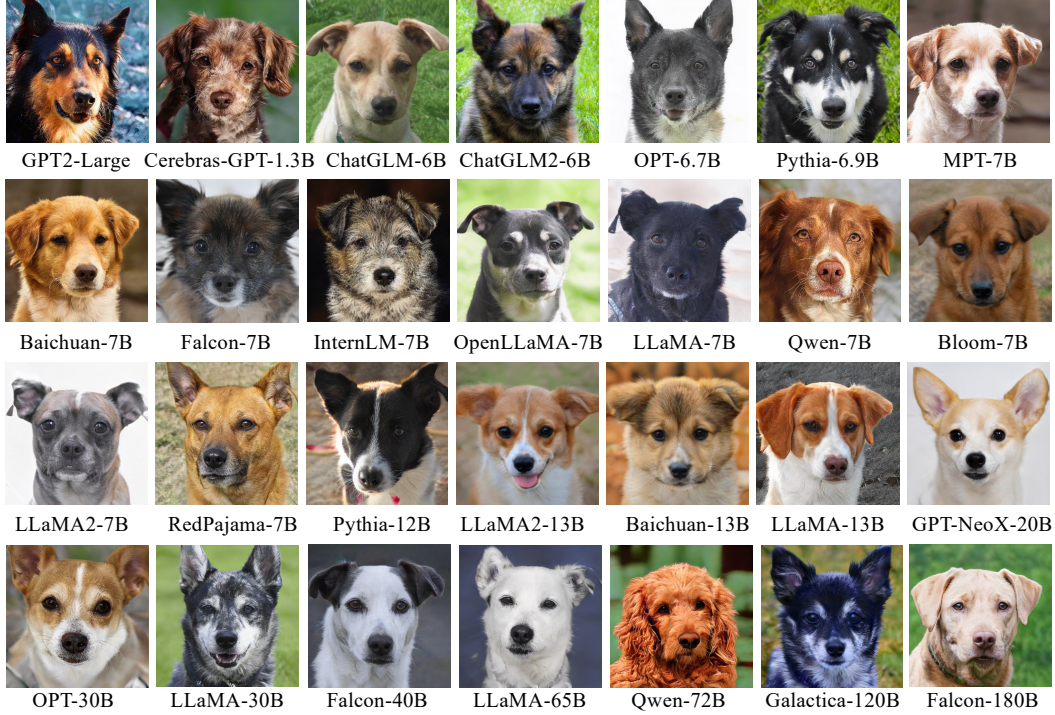 GPT2-Large Cerebras-GPT-1.3B ChatGLM-6B ChatGLM2-6B OPT-6.7B Pythia-6.9B MPT-7B
Baichuan-7B Falcon-7B InternLM-7B OpenLLaMA-7B LLaMA-7B Qwen-7B Bloom-7B
LLaMA2-7B RedPajama-7B Pythia-12B LLaMA2-13B Baichuan-13B LLaMA-13B GPT-NeoX-20B
OPT-30B LLaMA-30B Falcon-40B LLaMA-65B Qwen-72B Galactica-120B Falcon-180B